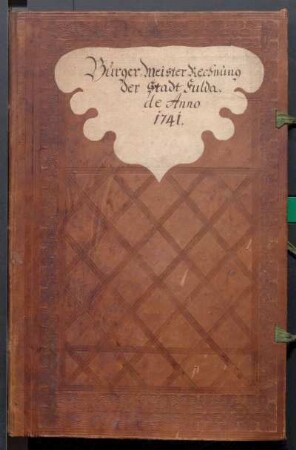 Bürger Meister Rechnung
der Stadt Fulda.
de Anno
1741.